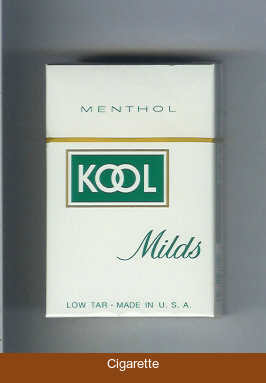 MENTHOL
KOOL
Milds
LOW TAR · MADE IN U. S. A.
Cigarette